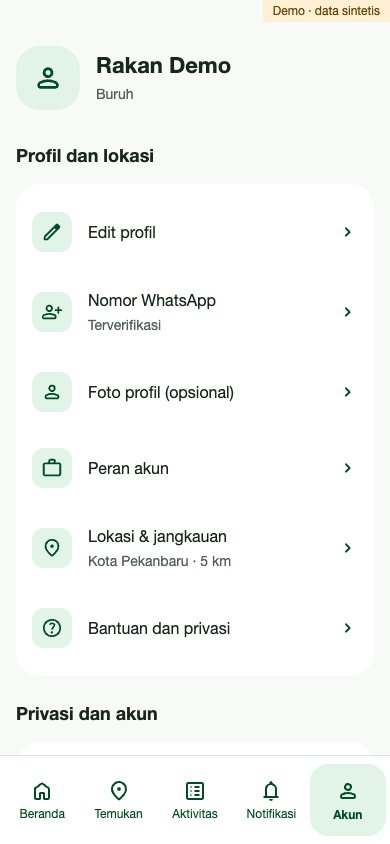 Demo · data sintetis
Rakan Demo
Buruh
Profil dan lokasi
Edit profil
Nomor WhatsApp
Terverifikasi
Foto profil (opsional)
Peran akun
Lokasi & jangkauan
Kota Pekanbaru · 5 km
Bantuan dan privasi
Privasi dan akun
Beranda
Temukan
Aktivitas
Notifikasi
Akun